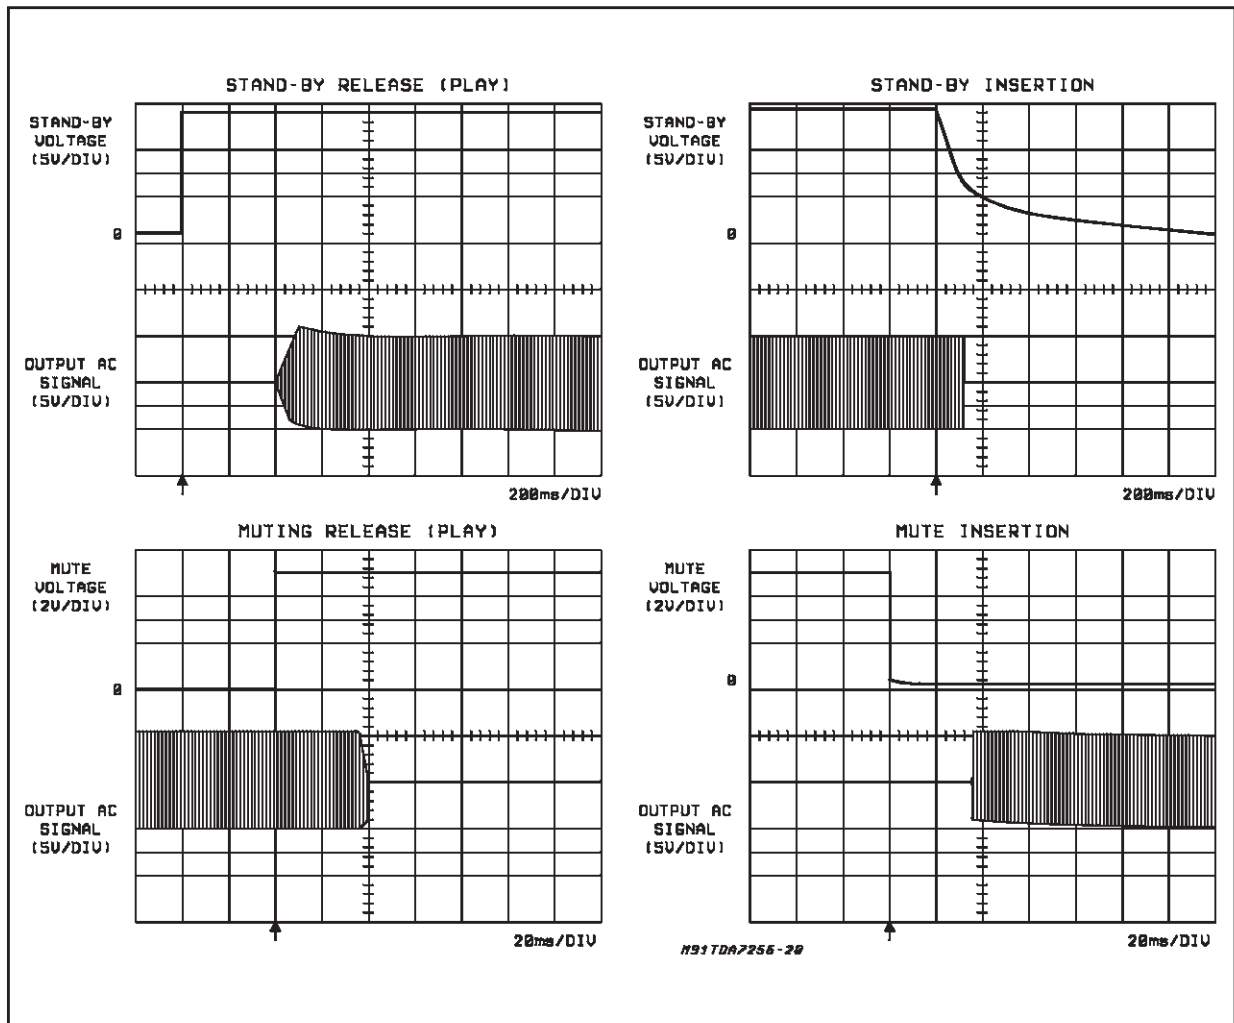 STAND-BY RELEASE (PLAY)
STAND-BY
VOLTAGE
(5V/DIV)
0
OUTPUT AC
SIGNAL
(5V/DIV)
200ms/DIV
STAND-BY INSERTION
STAND-BY
VOLTAGE
(5V/DIV)
0
OUTPUT AC
SIGNAL
(5V/DIV)
200ms/DIV
MUTING RELEASE (PLAY)
MUTE
VOLTAGE
(2V/DIV)
0
OUTPUT AC
SIGNAL
(5V/DIV)
20ms/DIV
MUTE INSERTION
MUTE
VOLTAGE
(2V/DIV)
0
OUTPUT AC
SIGNAL
(5V/DIV)
20ms/DIV
M91TDA7256-20